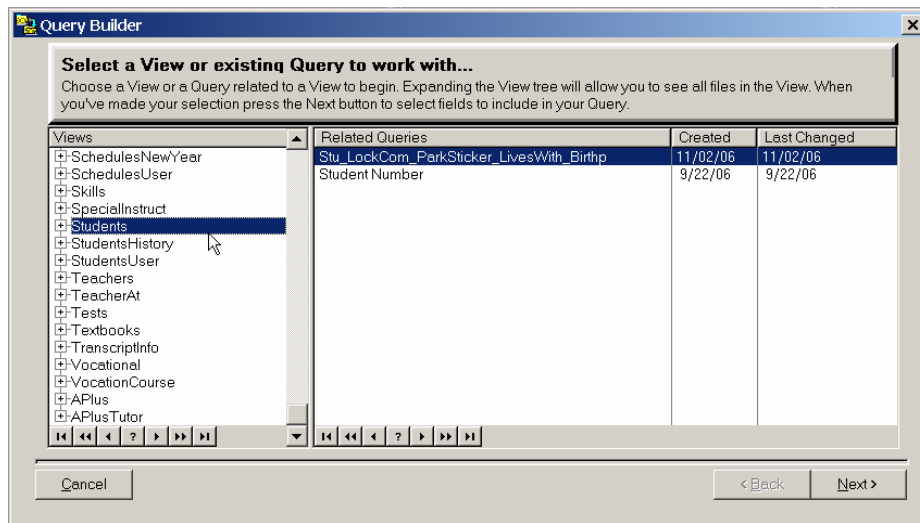 Query Builder
Select a View or existing Query to work with...
Choose a View or a Query related to a View to begin. Expanding the View tree will allow you to see all files in the View. When
you've made your selection press the Next button to select fields to include in your Query.
Views
Related Queries Created Last Changed
SchedulesNewYear
SchedulesUser
Skills
SpecialInstruct
Students
StudentsHistory
StudentsUser
Teachers
TeacherAt
Tests
Textbooks
TranscriptInfo
Vocational
VocationCourse
APlus
APlusTutor
Stu_LockCom_ParkSticker_LivesWith_Birthp 11/02/06 11/02/06
Student Number 9/22/06 9/22/06
?
?
Cancel
< Back
Next >